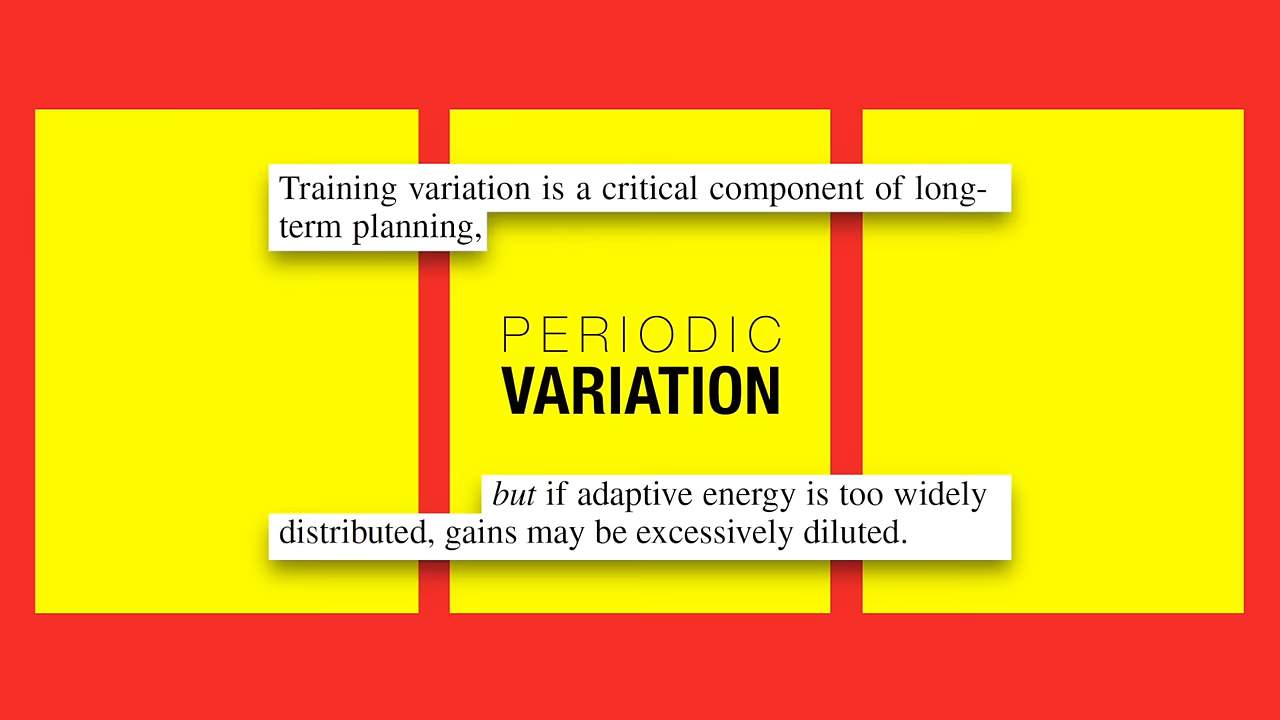 Training variation is a critical component of long-
term planning,
PERIODIC
VARIATION
but if adaptive energy is too widely
distributed, gains may be excessively diluted.